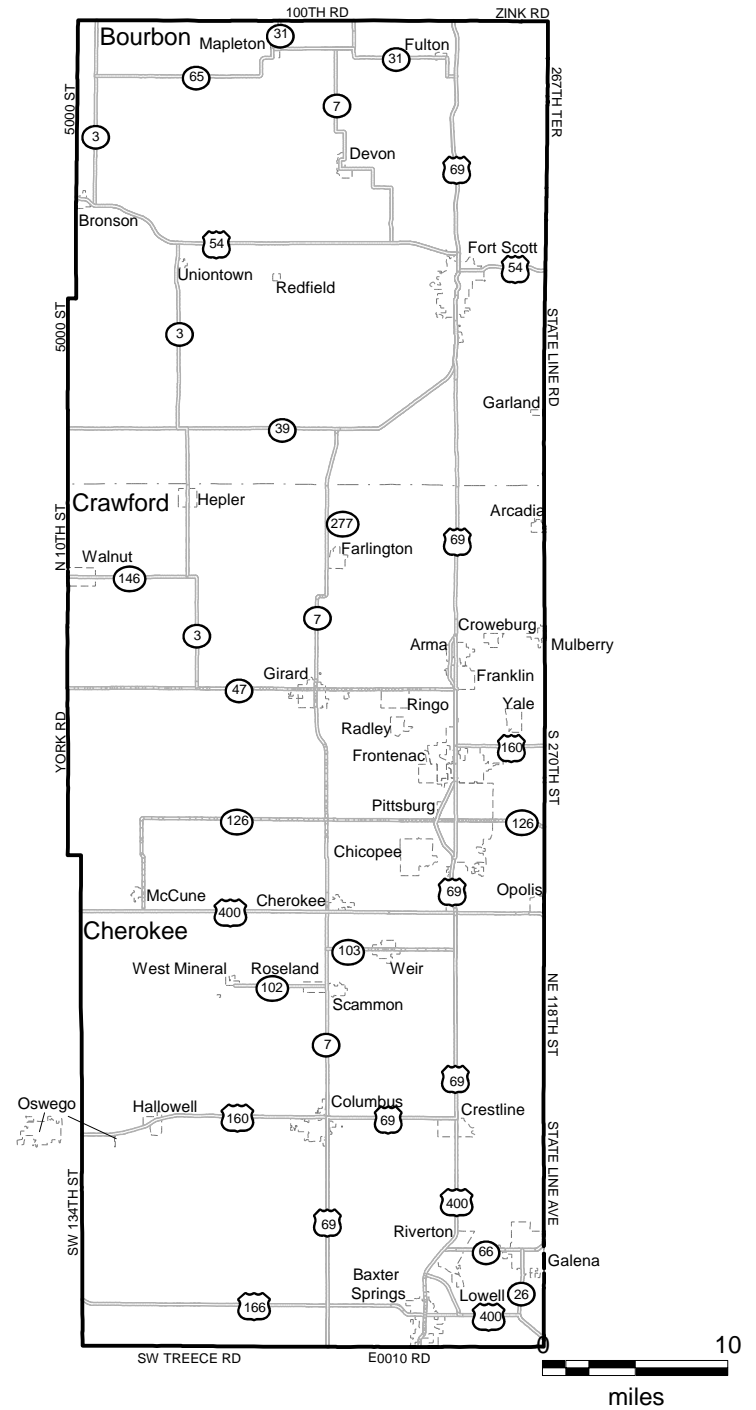 100TH RD
ZINK RD
Bourbon
Mapleton
31
Fulton
31
65
7
267TH TER
5000 ST
3
Devon
69
Bronson
Fort Scott
54
54
Uniontown
Redfield
5000 ST
3
STATE LINE RD
Garland
39
Crawford
Hepler
Arcadia
N 10TH ST
277
69
Walnut
Farlington
146
7
3
Croweburg
Arma
Mulberry
Girard
Franklin
47
Ringo
Yale
Radley
YORK RD
Frontenac
160
S 270TH ST
Pittsburg
126
126
Chicopee
69
Opolis
McCune
Cherokee
400
Cherokee
103
West Mineral
Roseland
Weir
102
Scammon
NE 118TH ST
7
69
Oswego
Hallowell
Columbus
Crestline
160
69
STATE LINE AVE
SW 134TH ST
400
69
Riverton
66
Galena
Baxter
Springs
Lowell
26
166
400
SW TREECE RD
E0010 RD
0
10
miles